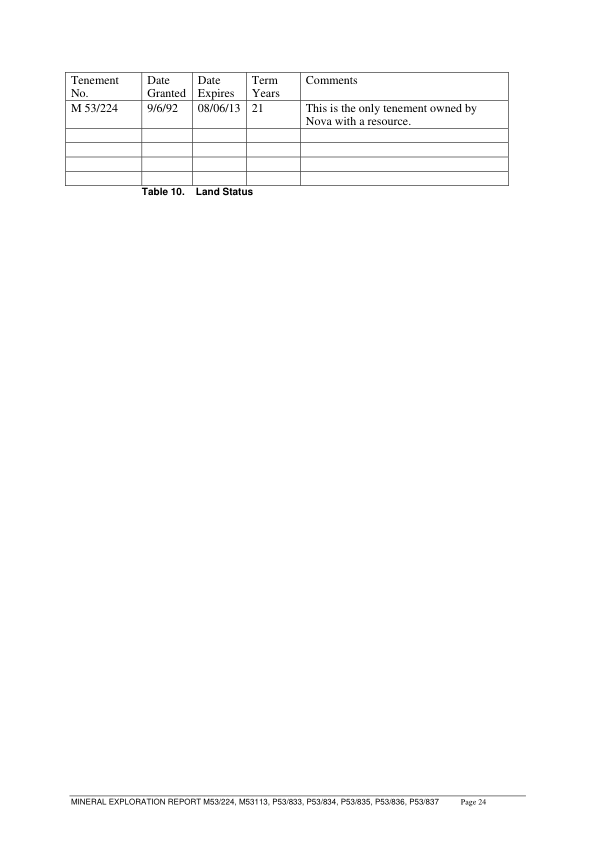 Tenement Date Date Term Comments
No. Granted Expires Years
M 53/224 9/6/92 08/06/13 21 This is the only tenement owned by
Nova with a resource.
Table 10. Land Status
MINERAL EXPLORATION REPORT M53/224, M53113, P53/833, P53/834, P53/835, P53/836, P53/837 Page 24